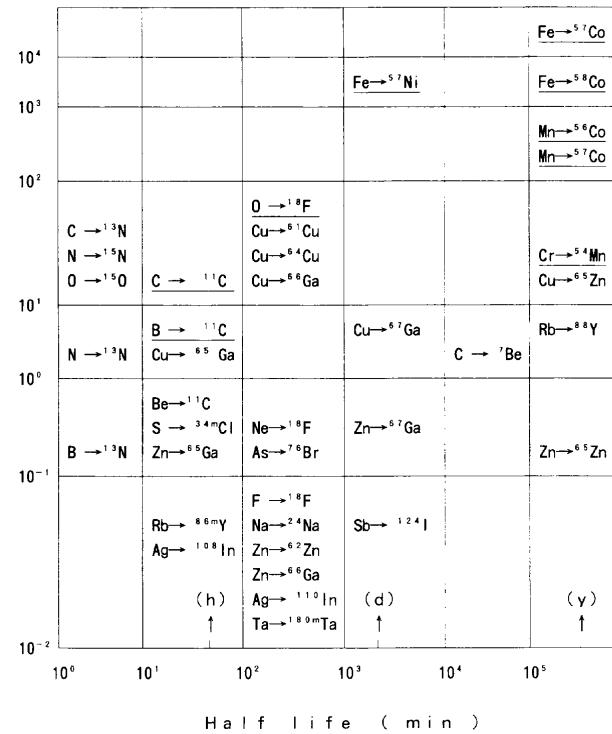 10⁴
10³
10²
10¹
10⁰
10⁻¹
10⁻²
Fe→⁵⁷Co
Fe→⁵⁷Ni
Fe→⁵⁸Co
Mn→⁵⁶Co
Mn→⁵⁷Co
O →¹⁸F
C →¹³N
Cu→⁶¹Cu
N →¹⁵N
Cu→⁶⁴Cu
Cr→⁵⁴Mn
O →¹⁵O
C → ¹¹C
Cu→⁶⁶Ga
Cu→⁶⁵Zn
B → ¹¹C
Cu→⁶⁷Ga
Rb→⁸⁸Y
N →¹³N
Cu→ ⁶⁵ Ga
C → ⁷Be
Be→¹¹C
S → ³⁴ᵐCl
Ne→¹⁸F
Zn→⁶⁷Ga
B →¹³N
Zn→⁶⁵Ga
As→⁷⁶Br
Zn→⁶⁵Zn
F →¹⁸F
Rb→ ⁸⁶ᵐY
Na→²⁴Na
Sb→ ¹²⁴I
Ag→ ¹⁰⁸In
Zn→⁶²Zn
Zn→⁶⁶Ga
(h)
Ag→ ¹¹⁰In
(d)
(y)
↑
Ta→¹⁸⁰ᵐTa
↑
↑
10⁰ 10¹ 10² 10³ 10⁴ 10⁵
Half life ( min )